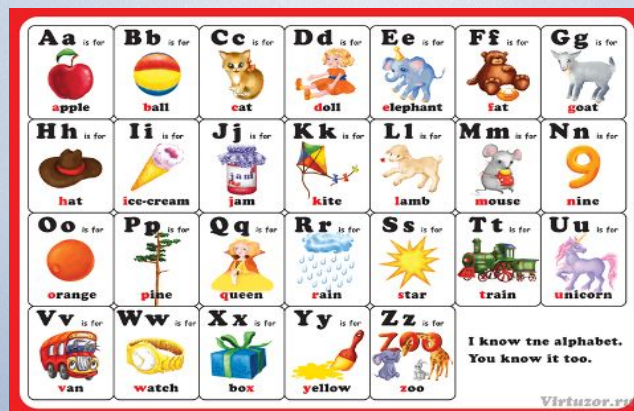 Aa is for Bb is for Cc is for Dd is for Ee is for Ff is for Gg is for
apple ball cat doll elephant fat goat
Hh is for Ii is for Jj is for Kk is for Ll is for Mm is for Nn is for
jam 9
hat ice-cream jam kite lamb mouse nine
Oo is for Pp is for Qq is for Rr is for Ss is for Tt is for Uu is for
orange pine queen rain star train unicorn
Vv is for Ww is for Xx is for Yy is for Zz is for
ZOO
I know tne alphabet.
You know it too.
van watch box yellow zoo
Virtuzor.ru